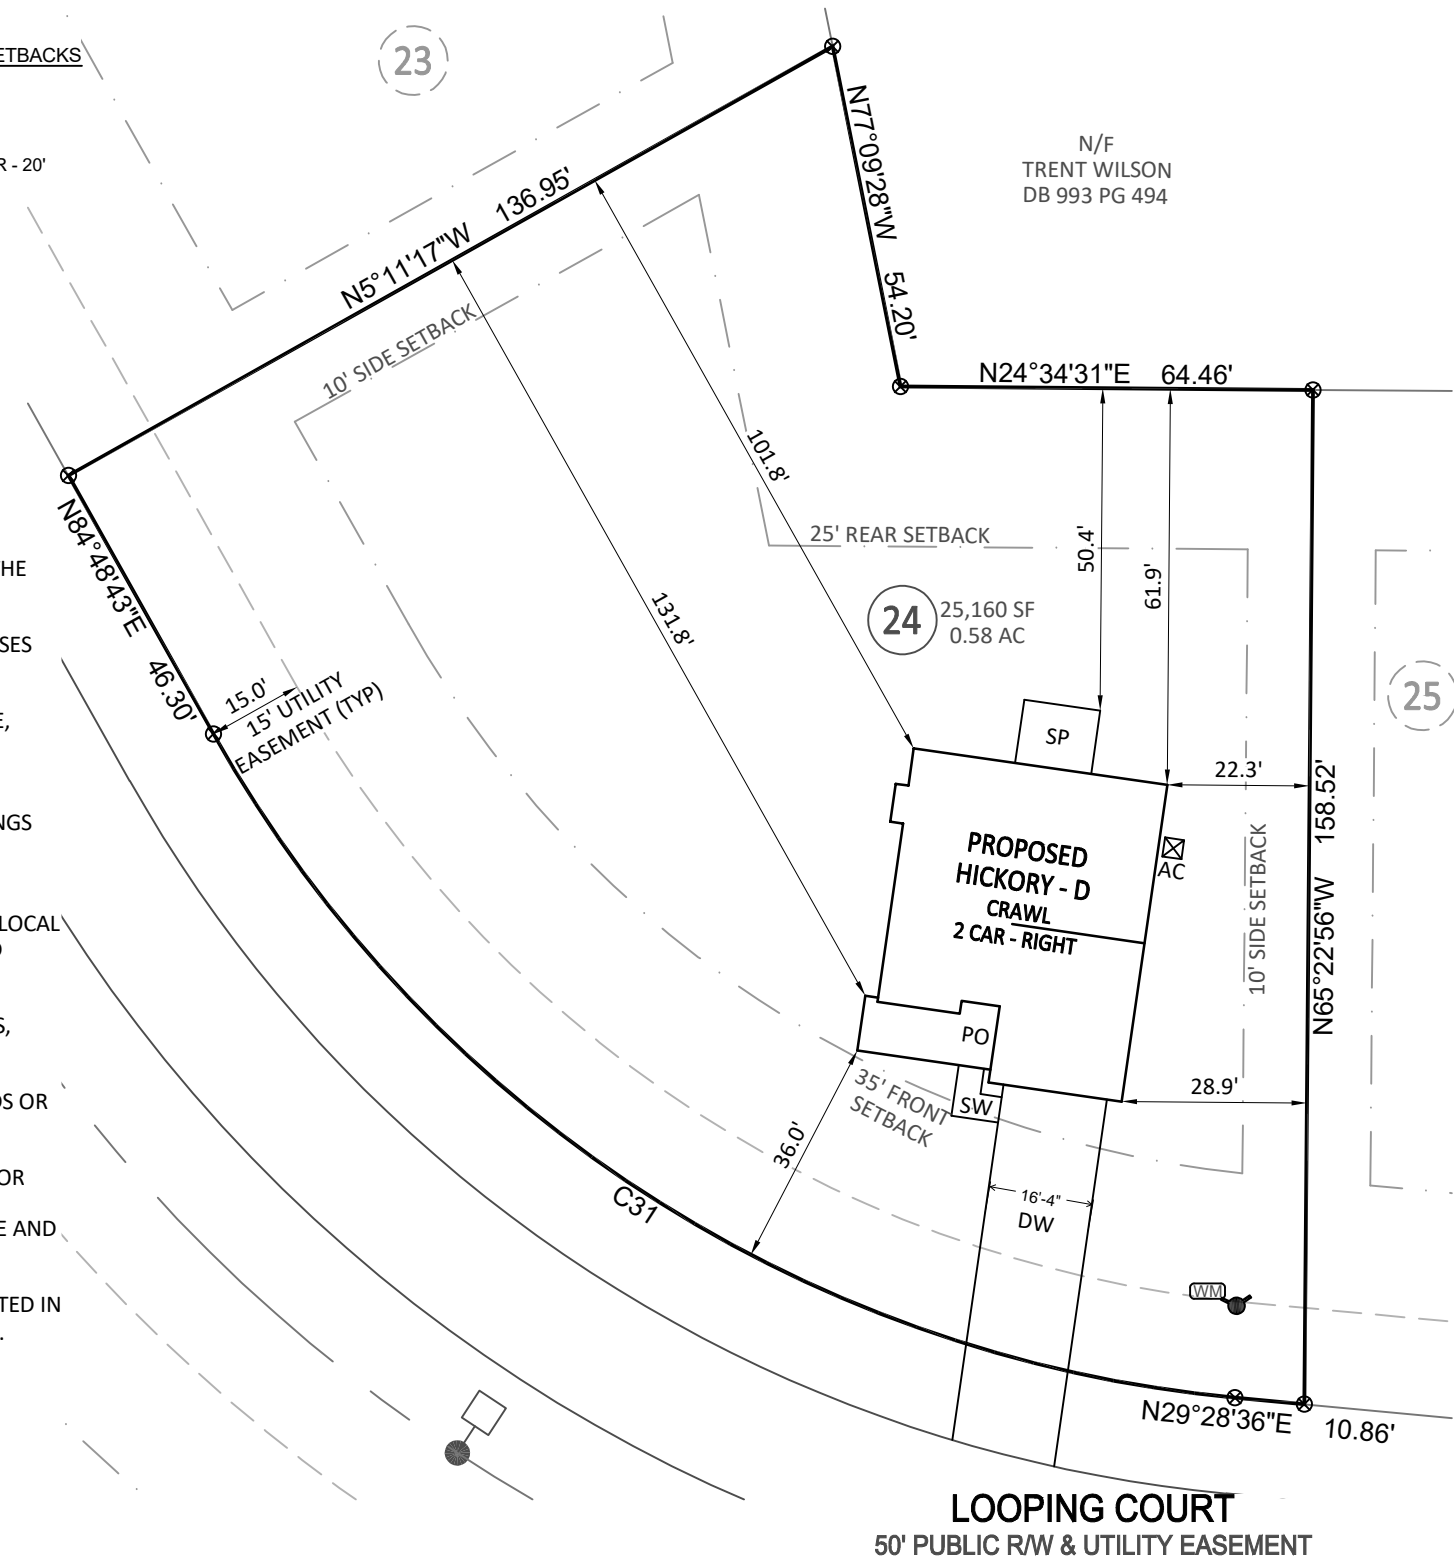 ETBACKS
R - 20'
HE
SES
E,
NGS
LOCAL
S,
OS OR
OR
E AND
TED IN
.
23
N/F
TRENT WILSON
DB 993 PG 494
N5°11'17"W 136.95'
N77°09'28"W 54.20'
N24°34'31"E 64.46'
10' SIDE SETBACK
101.8'
131.8'
25' REAR SETBACK
50.4'
61.9'
24
25,160 SF
0.58 AC
25
N84°48'43"E 46.30'
15.0'
15' UTILITY
EASEMENT (TYP)
SP
22.3'
PROPOSED
HICKORY - D
CRAWL
2 CAR - RIGHT
AC
10' SIDE SETBACK
N65°22'56"W 158.52'
PO
28.9'
35' FRONT
SETBACK
SW
36.0'
16'-4"
DW
C31
WM
N29°28'36"E 10.86'
LOOPING COURT
50' PUBLIC R/W & UTILITY EASEMENT